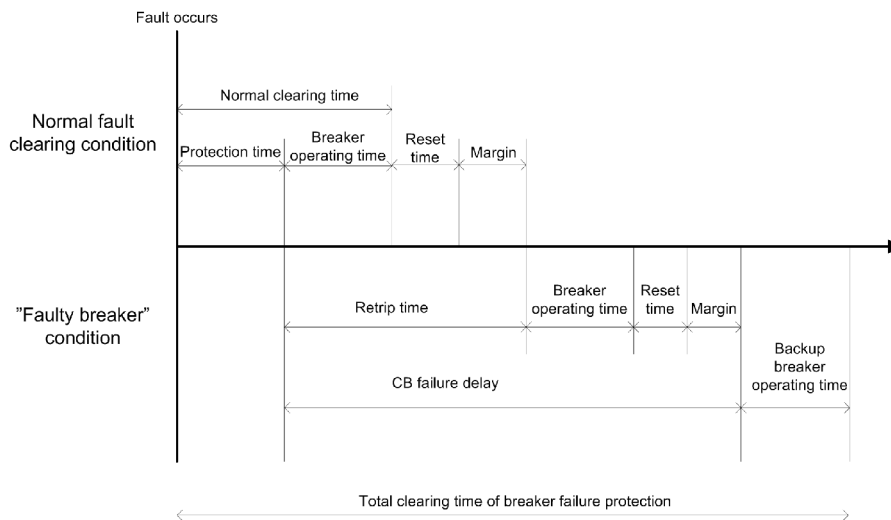 Fault occurs
Normal clearing time
Normal fault
clearing condition
Protection time
Breaker
operating time
Reset
time
Margin
”Faulty breaker”
condition
Retrip time
Breaker
operating time
Reset
time
Margin
CB failure delay
Backup
breaker
operating time
Total clearing time of breaker failure protection